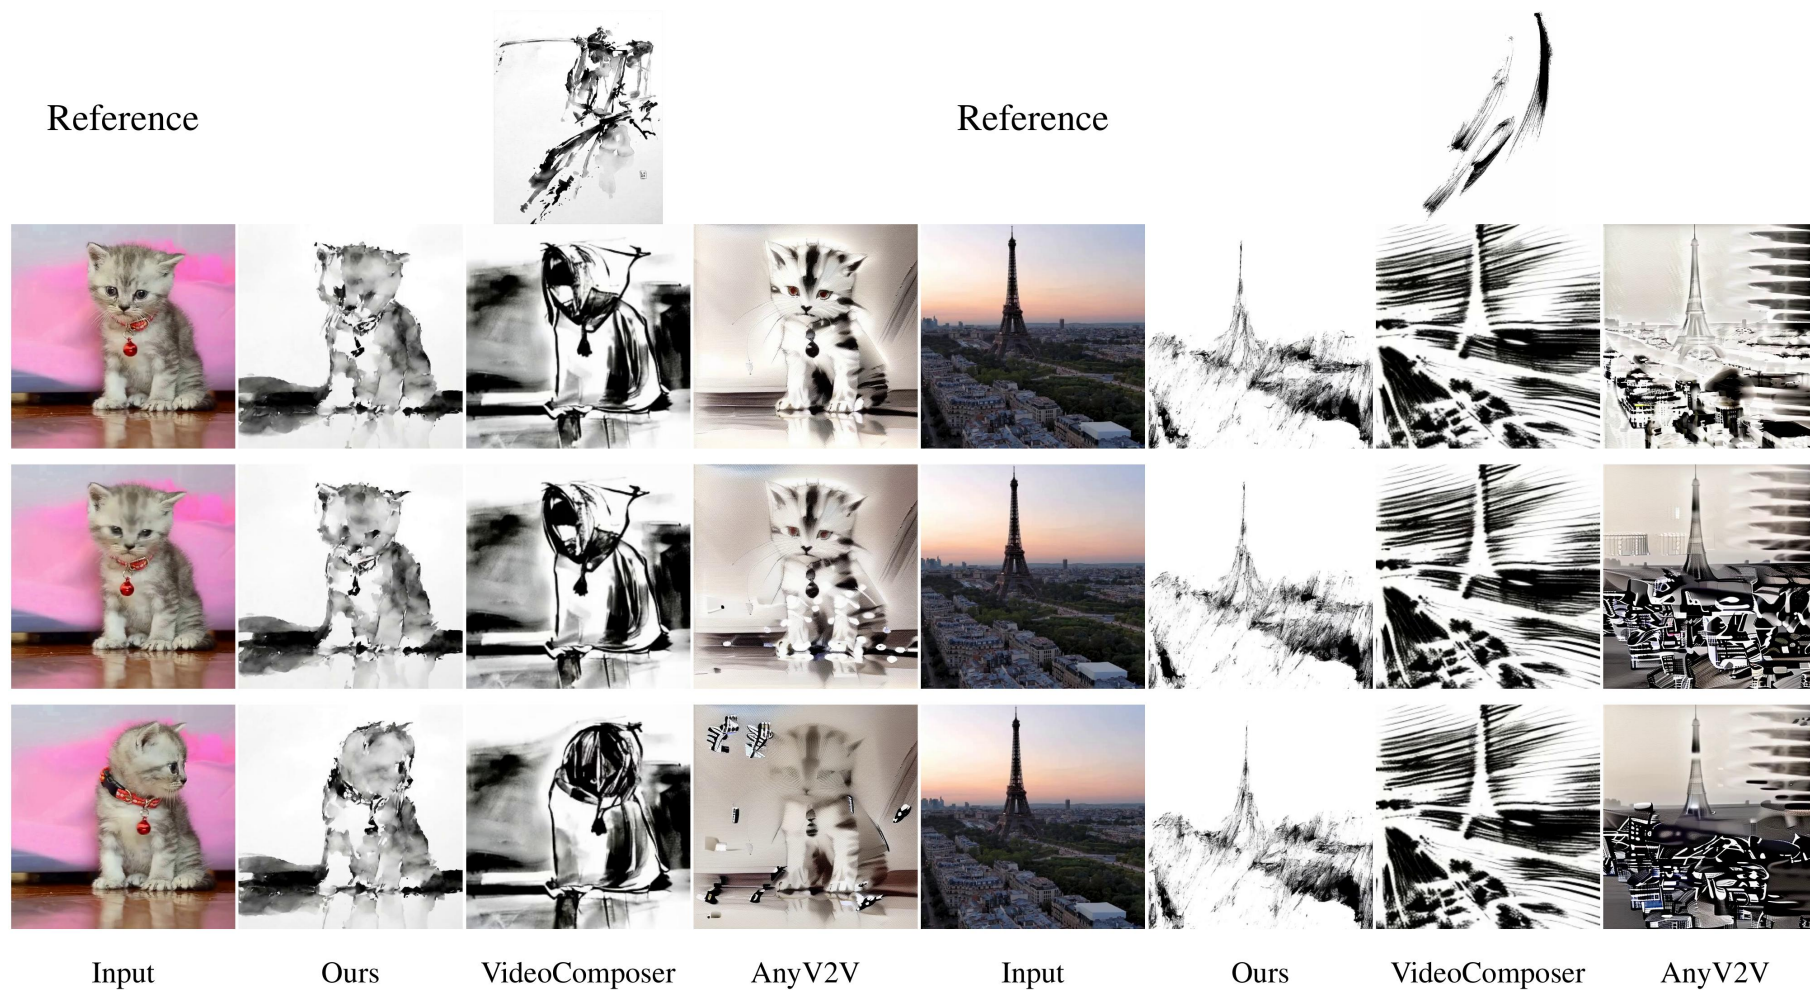 Reference
Reference
Input
Ours
VideoComposer
AnyV2V
Input
Ours
VideoComposer
AnyV2V